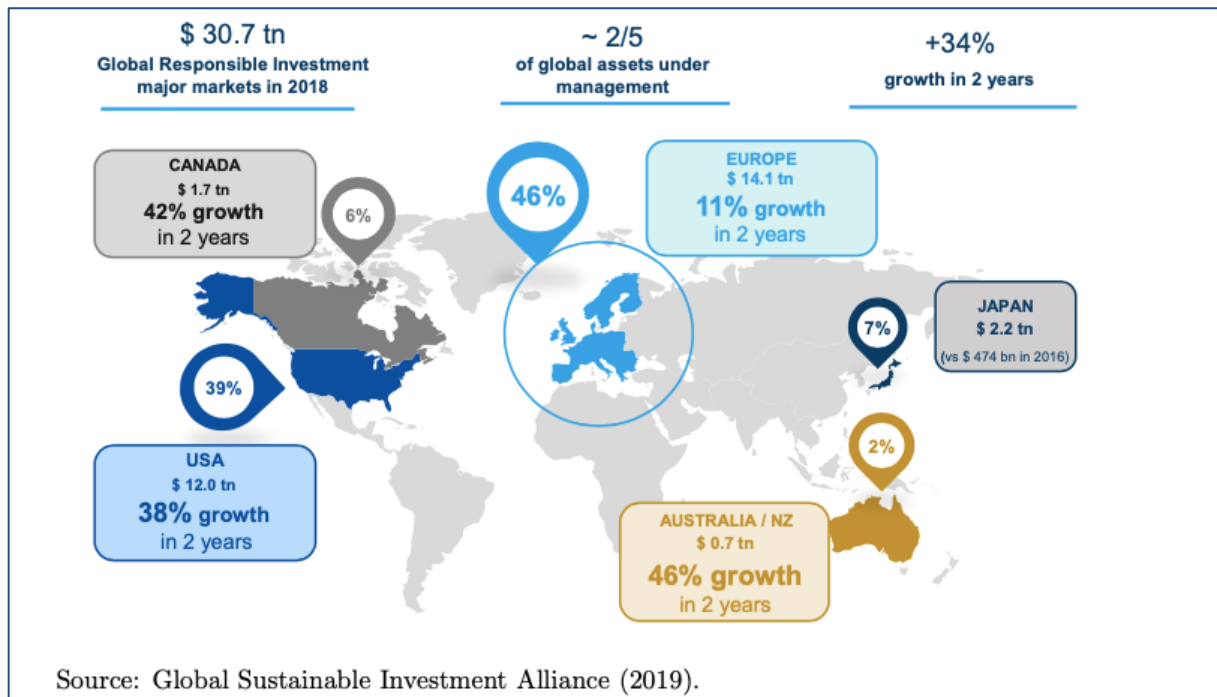 $ 30.7 tn
Global Responsible Investment
major markets in 2018
~ 2/5
of global assets under
management
+34%
growth in 2 years
CANADA
$ 1.7 tn
42% growth
in 2 years
6%
46%
EUROPE
$ 14.1 tn
11% growth
in 2 years
39%
USA
$ 12.0 tn
38% growth
in 2 years
7%
JAPAN
$ 2.2 tn
(vs $ 474 bn in 2016)
2%
AUSTRALIA / NZ
$ 0.7 tn
46% growth
in 2 years
Source: Global Sustainable Investment Alliance (2019).